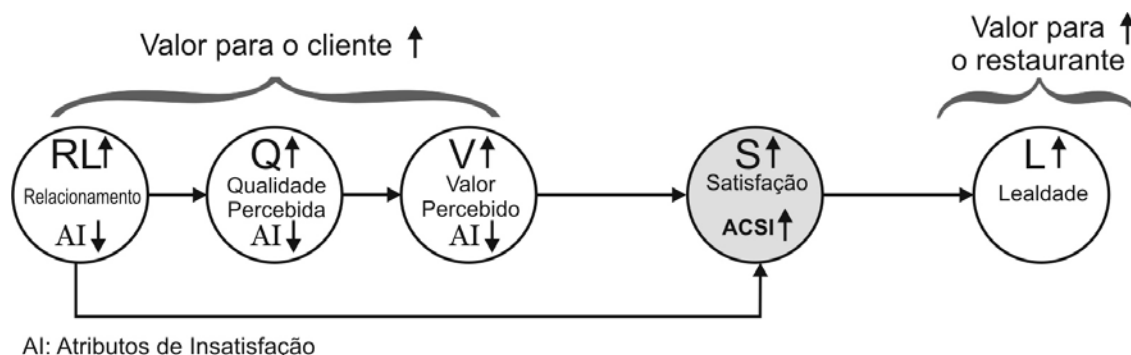 Valor para o cliente ↑
Valor para ↑
o restaurante
RL↑
Relacionamento
AI↓
Q↑
Qualidade
Percebida
AI↓
V↑
Valor
Percebido
AI↓
S↑
Satisfação
ACSI↑
L↑
Lealdade
AI: Atributos de Insatisfação